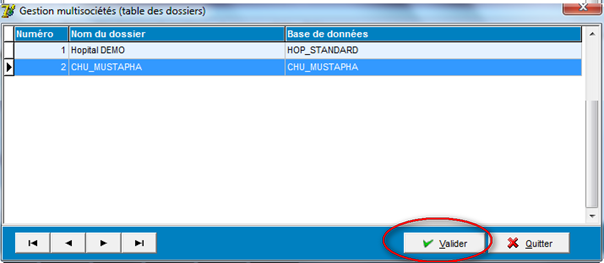 Gestion multisociétés (table des dossiers)
Numéro Nom du dossier Base de données
1 Hopital DEMO HOP_STANDARD
2 CHU_MUSTAPHA CHU_MUSTAPHA
Valider Quitter